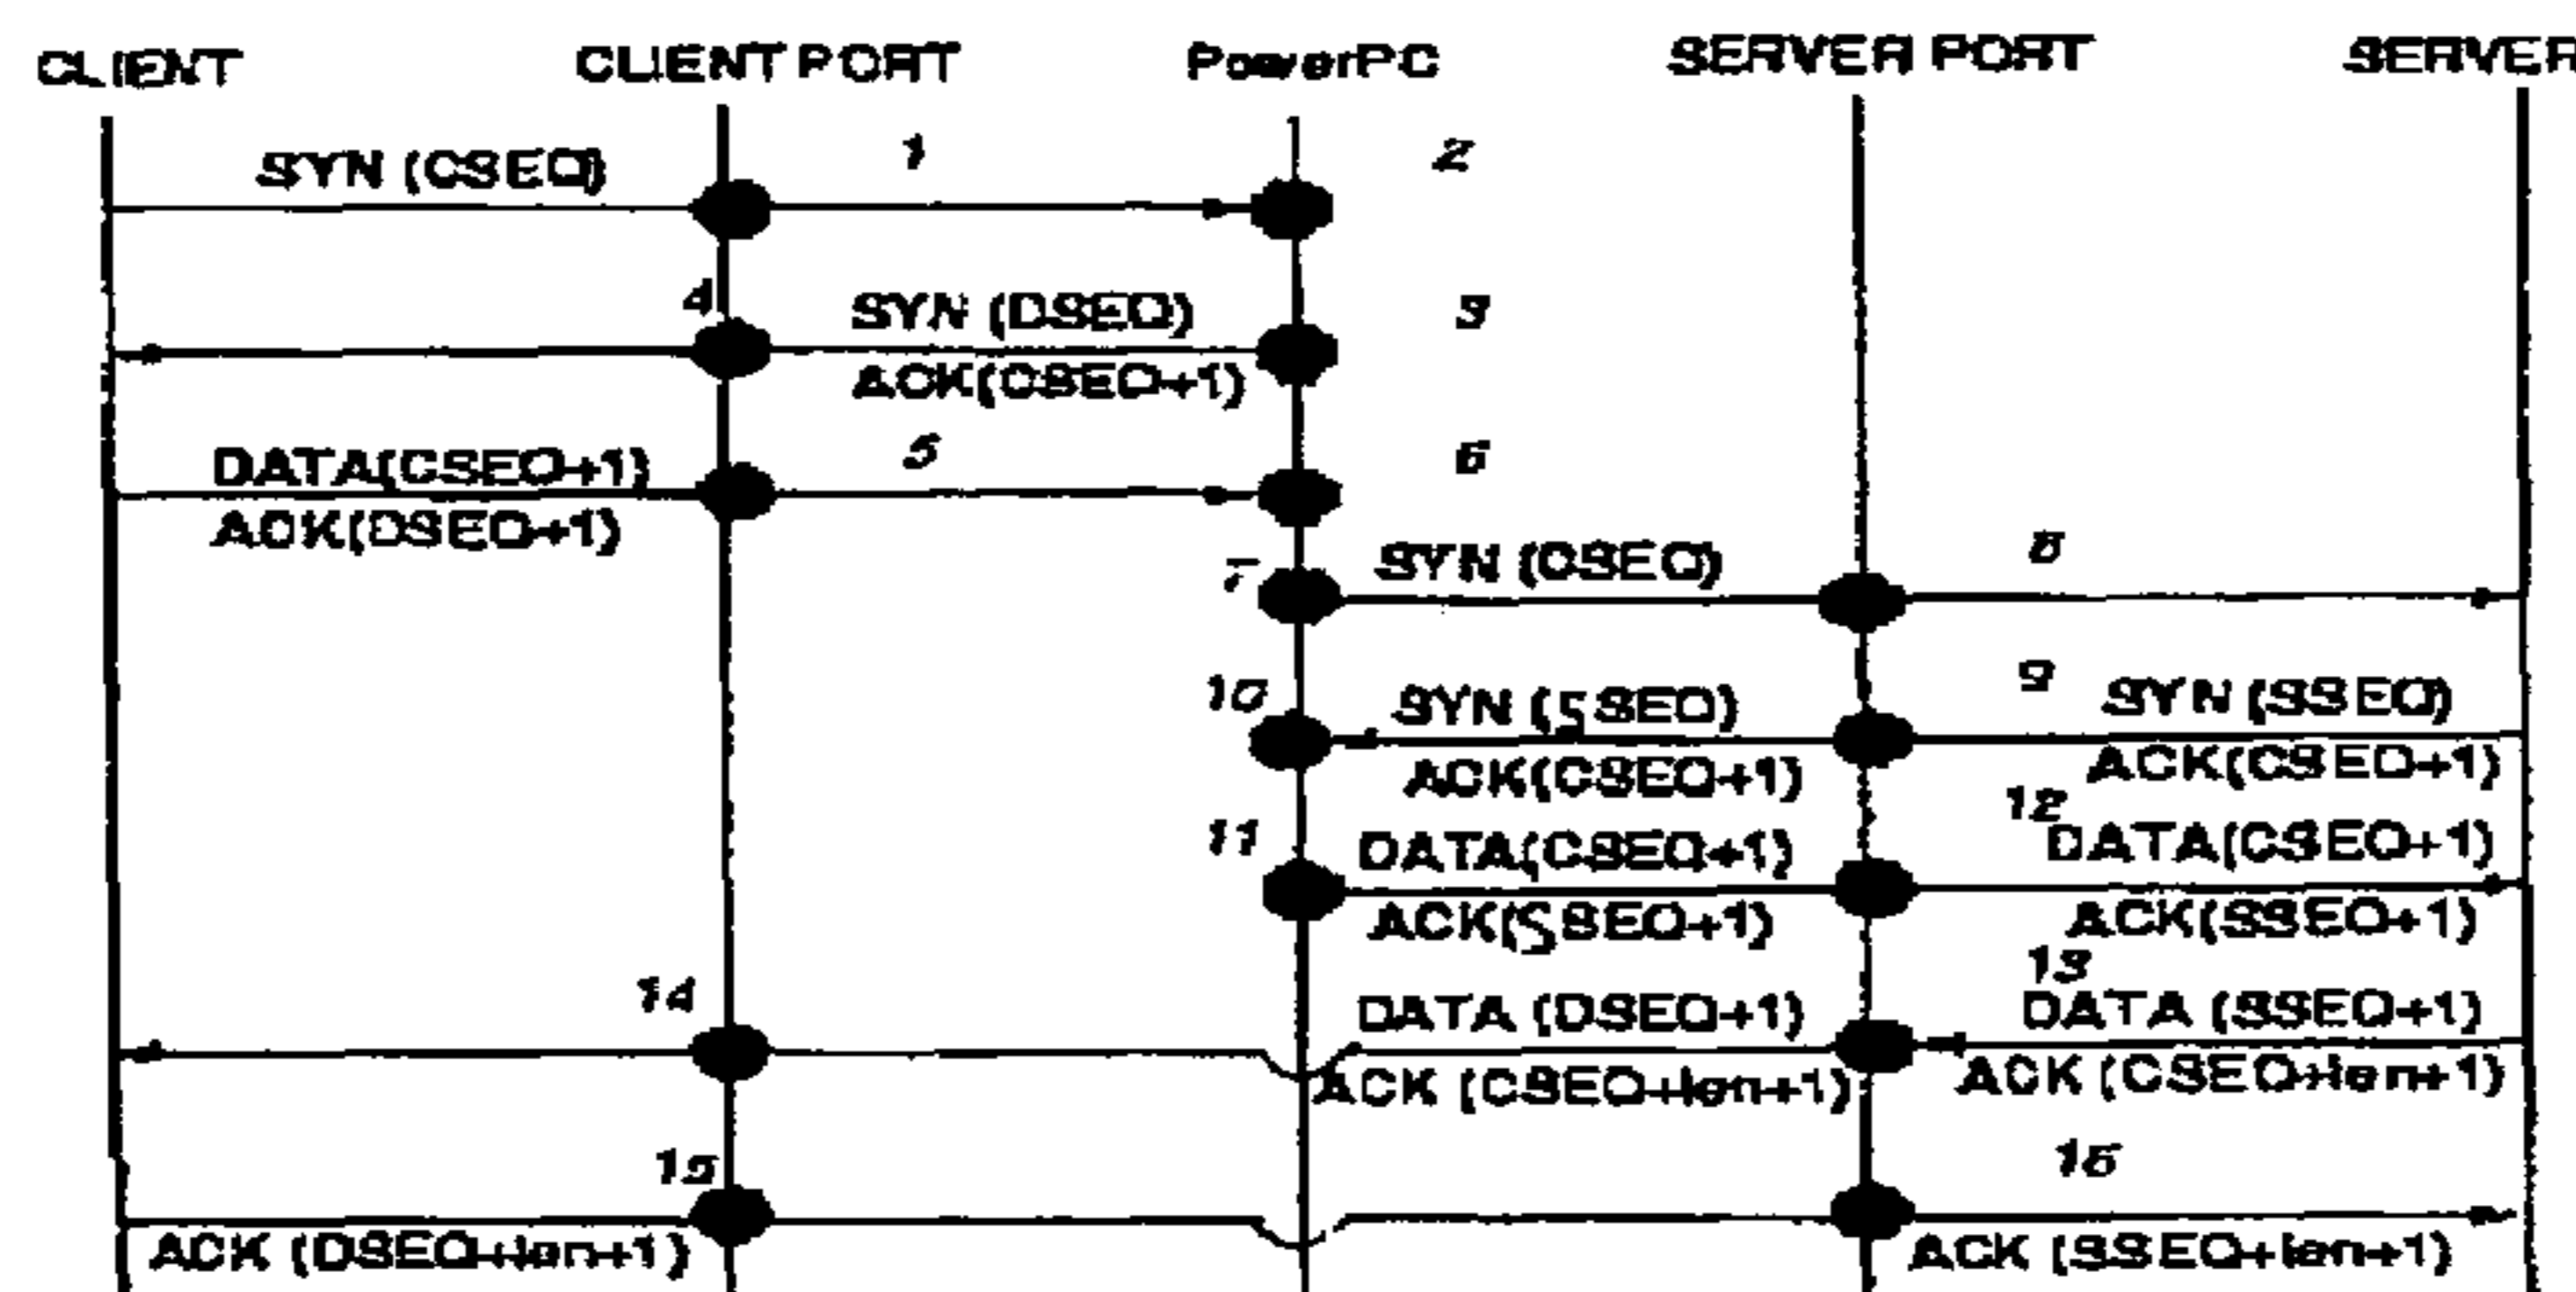 CLIENT CLIENT PORT PowerPC SERVER PORT SERVER
SYN (CSEQ) 1 2
4 SYN (DSEQ) 3
ACK(CSEQ+1)
DATA(CSEQ+1) 5 6
ACK(DSEQ+1)
7 SYN (CSEQ) 8
10 SYN (SSEQ) 9 SYN (SSEQ)
ACK(CSEQ+1) ACK(CSEQ+1)
11 DATA(CSEQ+1) 12 DATA(CSEQ+1)
ACK(SSEQ+1) ACK(SSEQ+1)
14 DATA (DSEQ+1) 13 DATA (SSEQ+1)
ACK (CSEQ+len+1) ACK (CSEQ+len+1)
15 16
ACK (DSEQ+len+1) ACK (SSEQ+len+1)